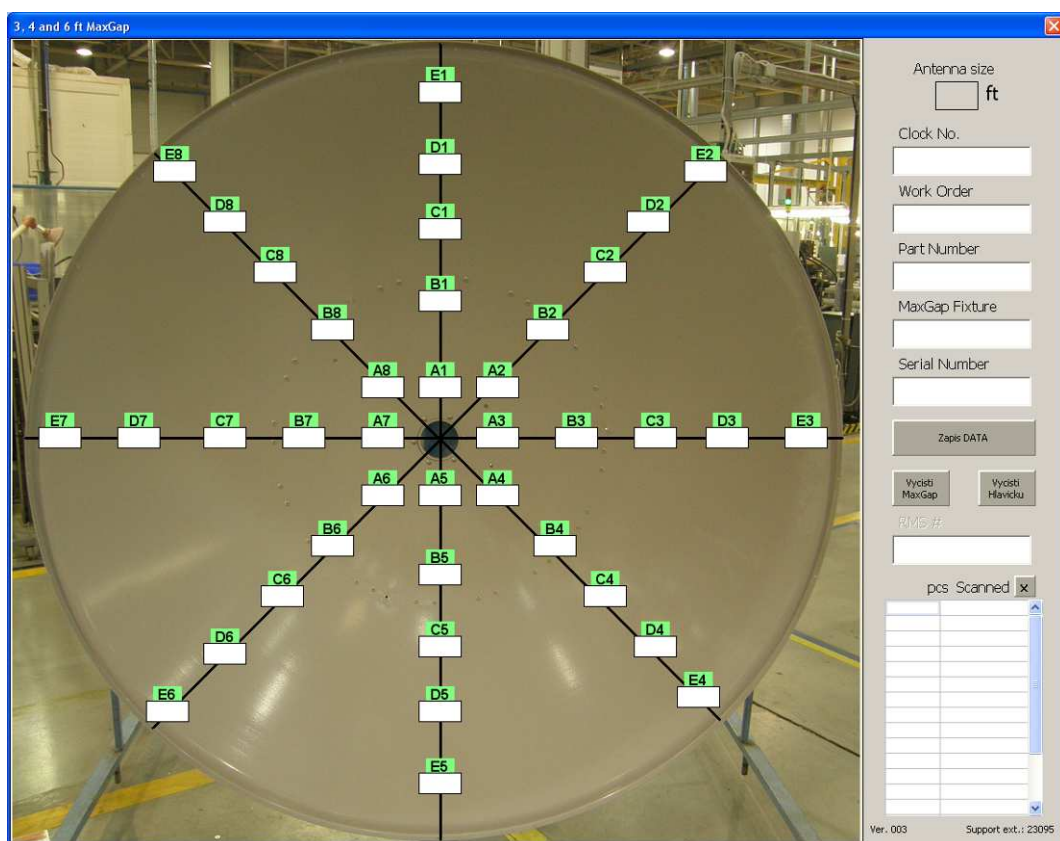 3, 4 and 6 ft MaxGap
E1
D1
E8
E2
D8
D2
C1
C8
C2
B1
B8
B2
A8
A1
A2
E7
D7
C7
B7
A7
A3
B3
C3
D3
E3
A6
A5
A4
B6
B4
B5
C6
C4
C5
D6
D4
E6
D5
E4
E5
Antenna size
ft
Clock No.
Work Order
Part Number
MaxGap Fixture
Serial Number
Zapis DATA
Vycisti
MaxGap
Vycisti
Hlavicku
RMS #
pcs Scanned x
Ver. 003
Support ext.: 23095